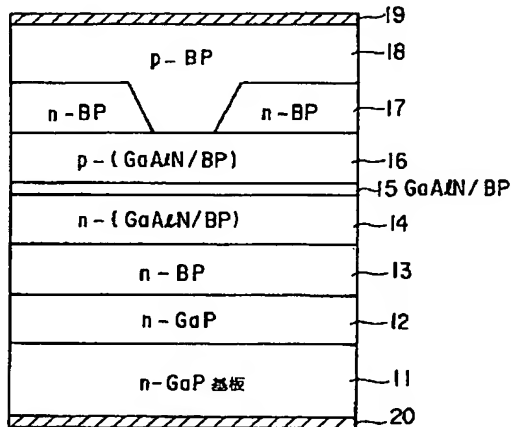 19
p-BP 18
n-BP n-BP 17
p-(GaAlN/BP) 16
15 GaAlN/BP
n-(GaAlN/BP) 14
n-BP 13
n-GaP 12
n-GaP 基板 11
20